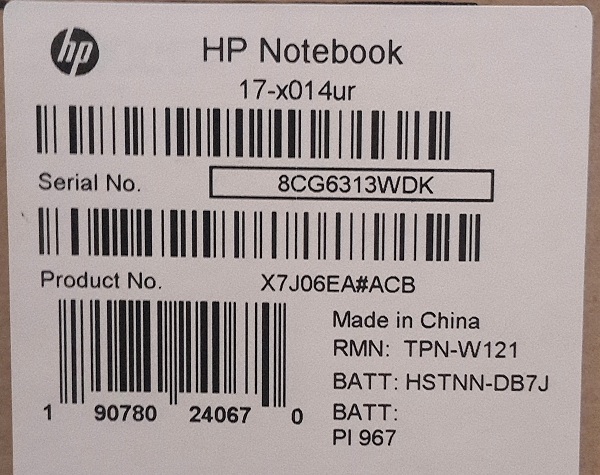 hp
HP Notebook
17-x014ur
Serial No. 8CG6313WDK
Product No. X7J06EA#ACB
Made in China
RMN: TPN-W121
BATT: HSTNN-DB7J
BATT:
PI 967
1 90780 24067 0